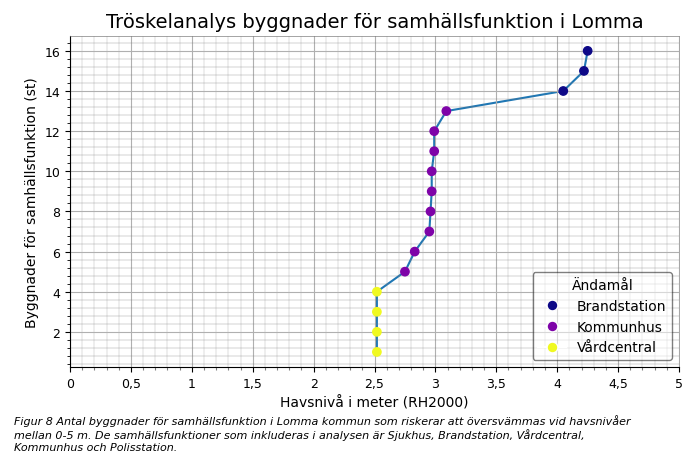 Tröskelanalys byggnader för samhällsfunktion i Lomma
Byggnader för samhällsfunktion (st)
16
14
12
10
8
6
4
2
Ändamål
Brandstation
Kommunhus
Vårdcentral
0 0,5 1 1,5 2 2,5 3 3,5 4 4,5 5
Havsnivå i meter (RH2000)
Figur 8 Antal byggnader för samhällsfunktion i Lomma kommun som riskerar att översvämmas vid havsnivåer
mellan 0-5 m. De samhällsfunktioner som inkluderas i analysen är Sjukhus, Brandstation, Vårdcentral,
Kommunhus och Polisstation.